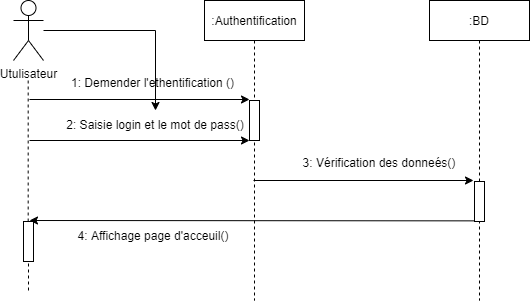 :Authentification
:BD
Utulisateur
1: Demender l'ethentification ()
2: Saisie login et le mot de pass()
3: Vérification des donneés()
4: Affichage page d'acceuil()